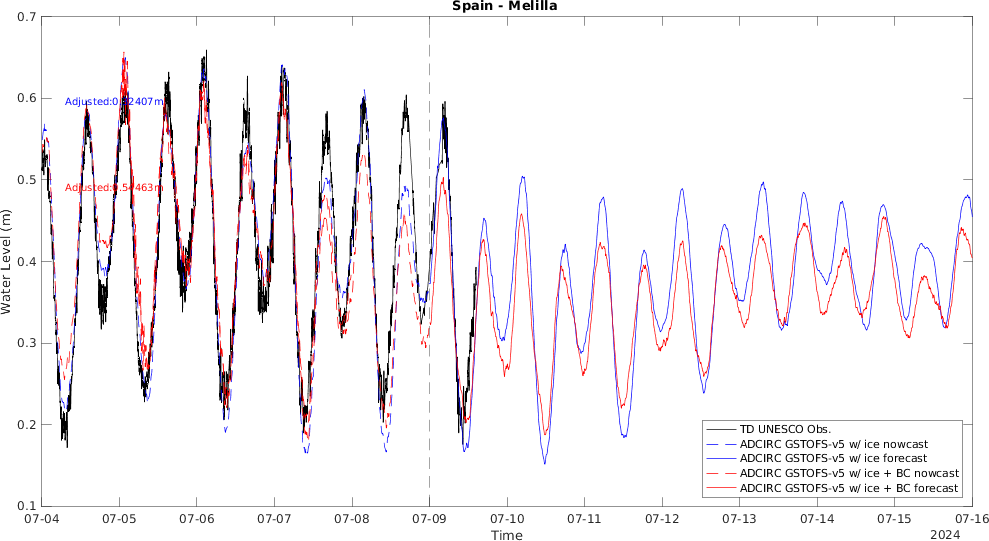 Spain - Melilla
0.7
0.6
0.5
0.4
0.3
0.2
0.1
Water Level (m)
Adjusted:0.54463m
TD UNESCO Obs.
ADCIRC GSTOFS-v5 w/ ice nowcast
ADCIRC GSTOFS-v5 w/ ice forecast
ADCIRC GSTOFS-v5 w/ ice + BC nowcast
ADCIRC GSTOFS-v5 w/ ice + BC forecast
07-04 07-05 07-06 07-07 07-08 07-09 07-10 07-11 07-12 07-13 07-14 07-15 07-16
Time
2024